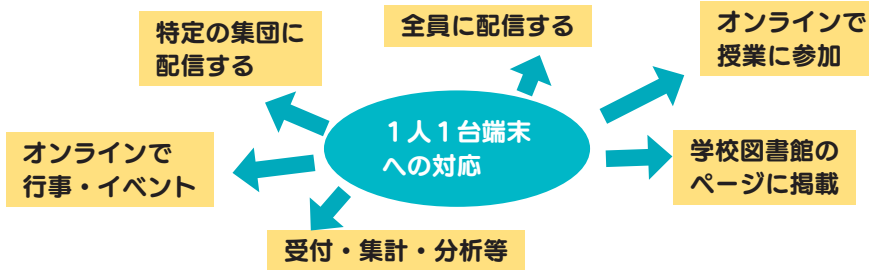 特定の集団に
配信する
全員に配信する
オンラインで
授業に参加
1人1台端末
への対応
オンラインで
行事・イベント
学校図書館の
ページに掲載
受付・集計・分析等